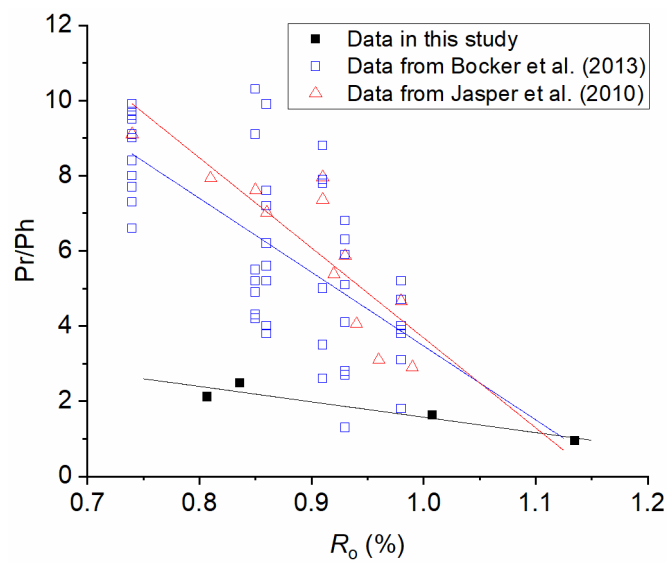 12
10
8
6
4
2
0
Pr/Ph
Data in this study
Data from Bocker et al. (2013)
Data from Jasper et al. (2010)
0.7 0.8 0.9 1.0 1.1 1.2
Ro (%)